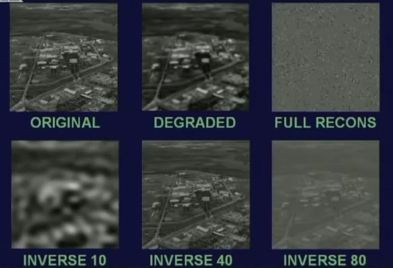 ORIGINAL
DEGRADED
FULL RECONS
INVERSE 10
INVERSE 40
INVERSE 80